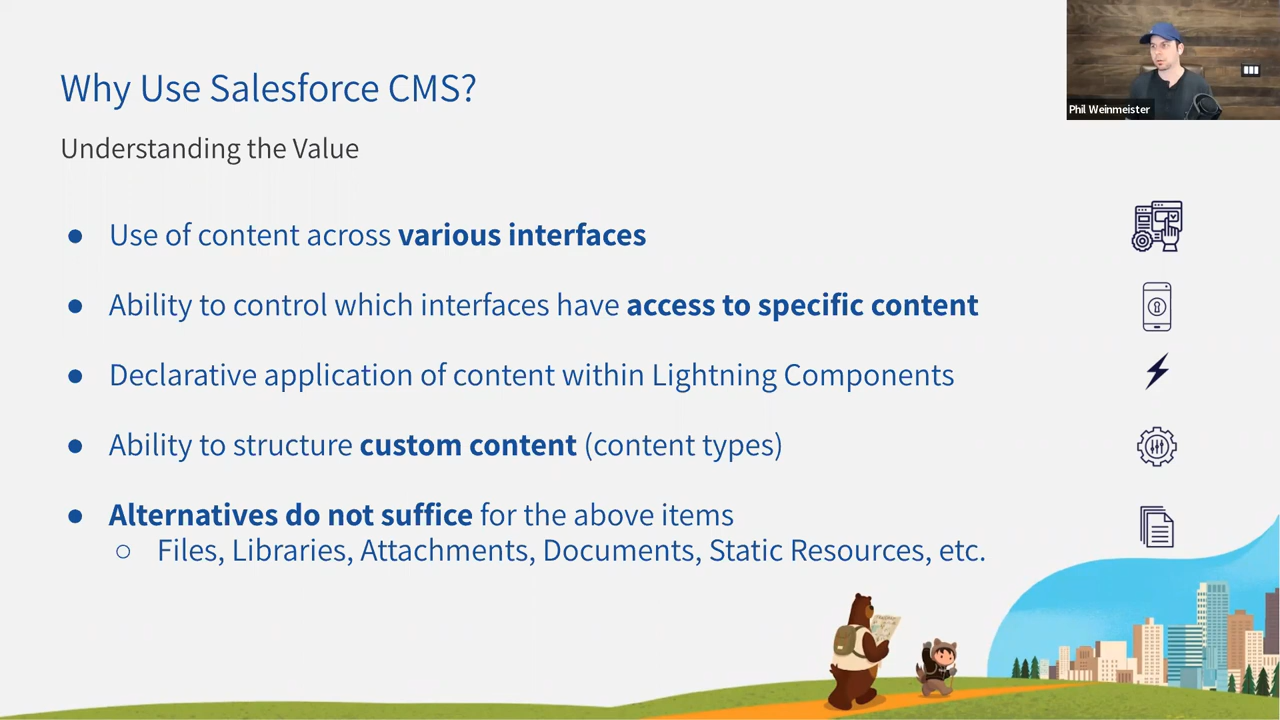 Why Use Salesforce CMS?
Understanding the Value
● Use of content across various interfaces
● Ability to control which interfaces have access to specific content
● Declarative application of content within Lightning Components
● Ability to structure custom content (content types)
● Alternatives do not suffice for the above items
○ Files, Libraries, Attachments, Documents, Static Resources, etc.
Phil Weinmeister